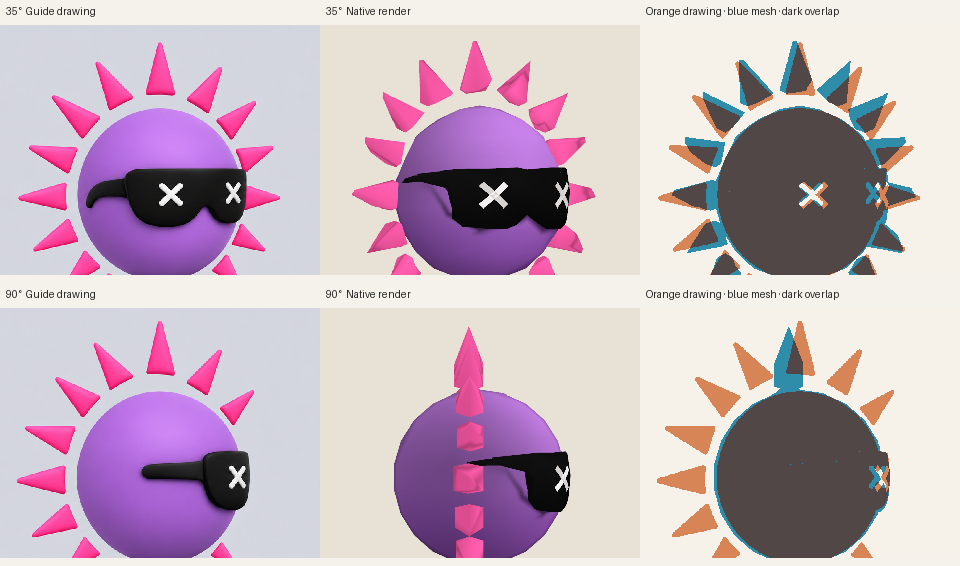 35° Guide drawing
35° Native render
Orange drawing · blue mesh · dark overlap
90° Guide drawing
90° Native render
Orange drawing · blue mesh · dark overlap